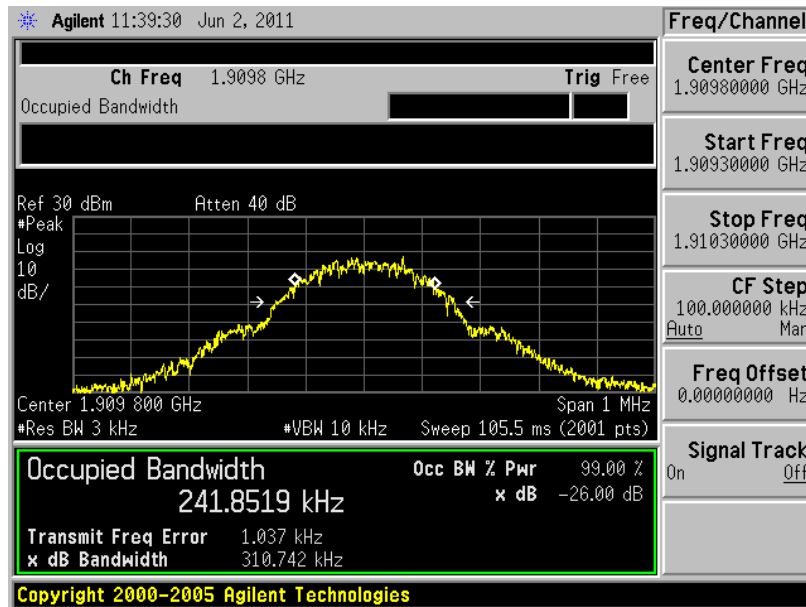 Agilent 11:39:30 Jun 2, 2011
Freq/Channel
Ch Freq 1.9098 GHz Trig Free
Occupied Bandwidth
Center Freq
1.90980000 GHz
Start Freq
1.90930000 GHz
Stop Freq
1.91030000 GHz
CF Step
100.000000 kHz
Auto Man
Freq Offset
0.00000000 Hz
Signal Track
On Off
Ref 30 dBm Atten 40 dB
#Peak
Log
10
dB/
Center 1.909 800 GHz Span 1 MHz
#Res BW 3 kHz #VBW 10 kHz Sweep 105.5 ms (2001 pts)
Occupied Bandwidth
241.8519 kHz
Occ BW % Pwr 99.00 %
x dB -26.00 dB
Transmit Freq Error 1.037 kHz
x dB Bandwidth 310.742 kHz
Copyright 2000-2005 Agilent Technologies